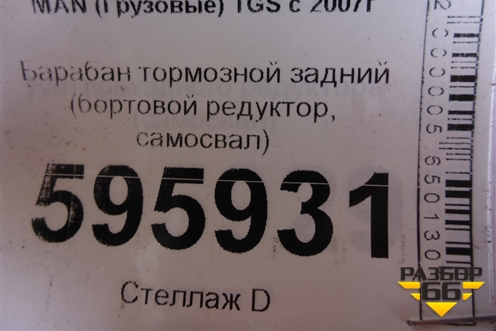 MAN (Грузовые) TGS с 2007г
Барабан тормозной задний
(бортовой редуктор,
самосвал)
595931
Стеллаж D
2000005650130
РАЗБОР
66